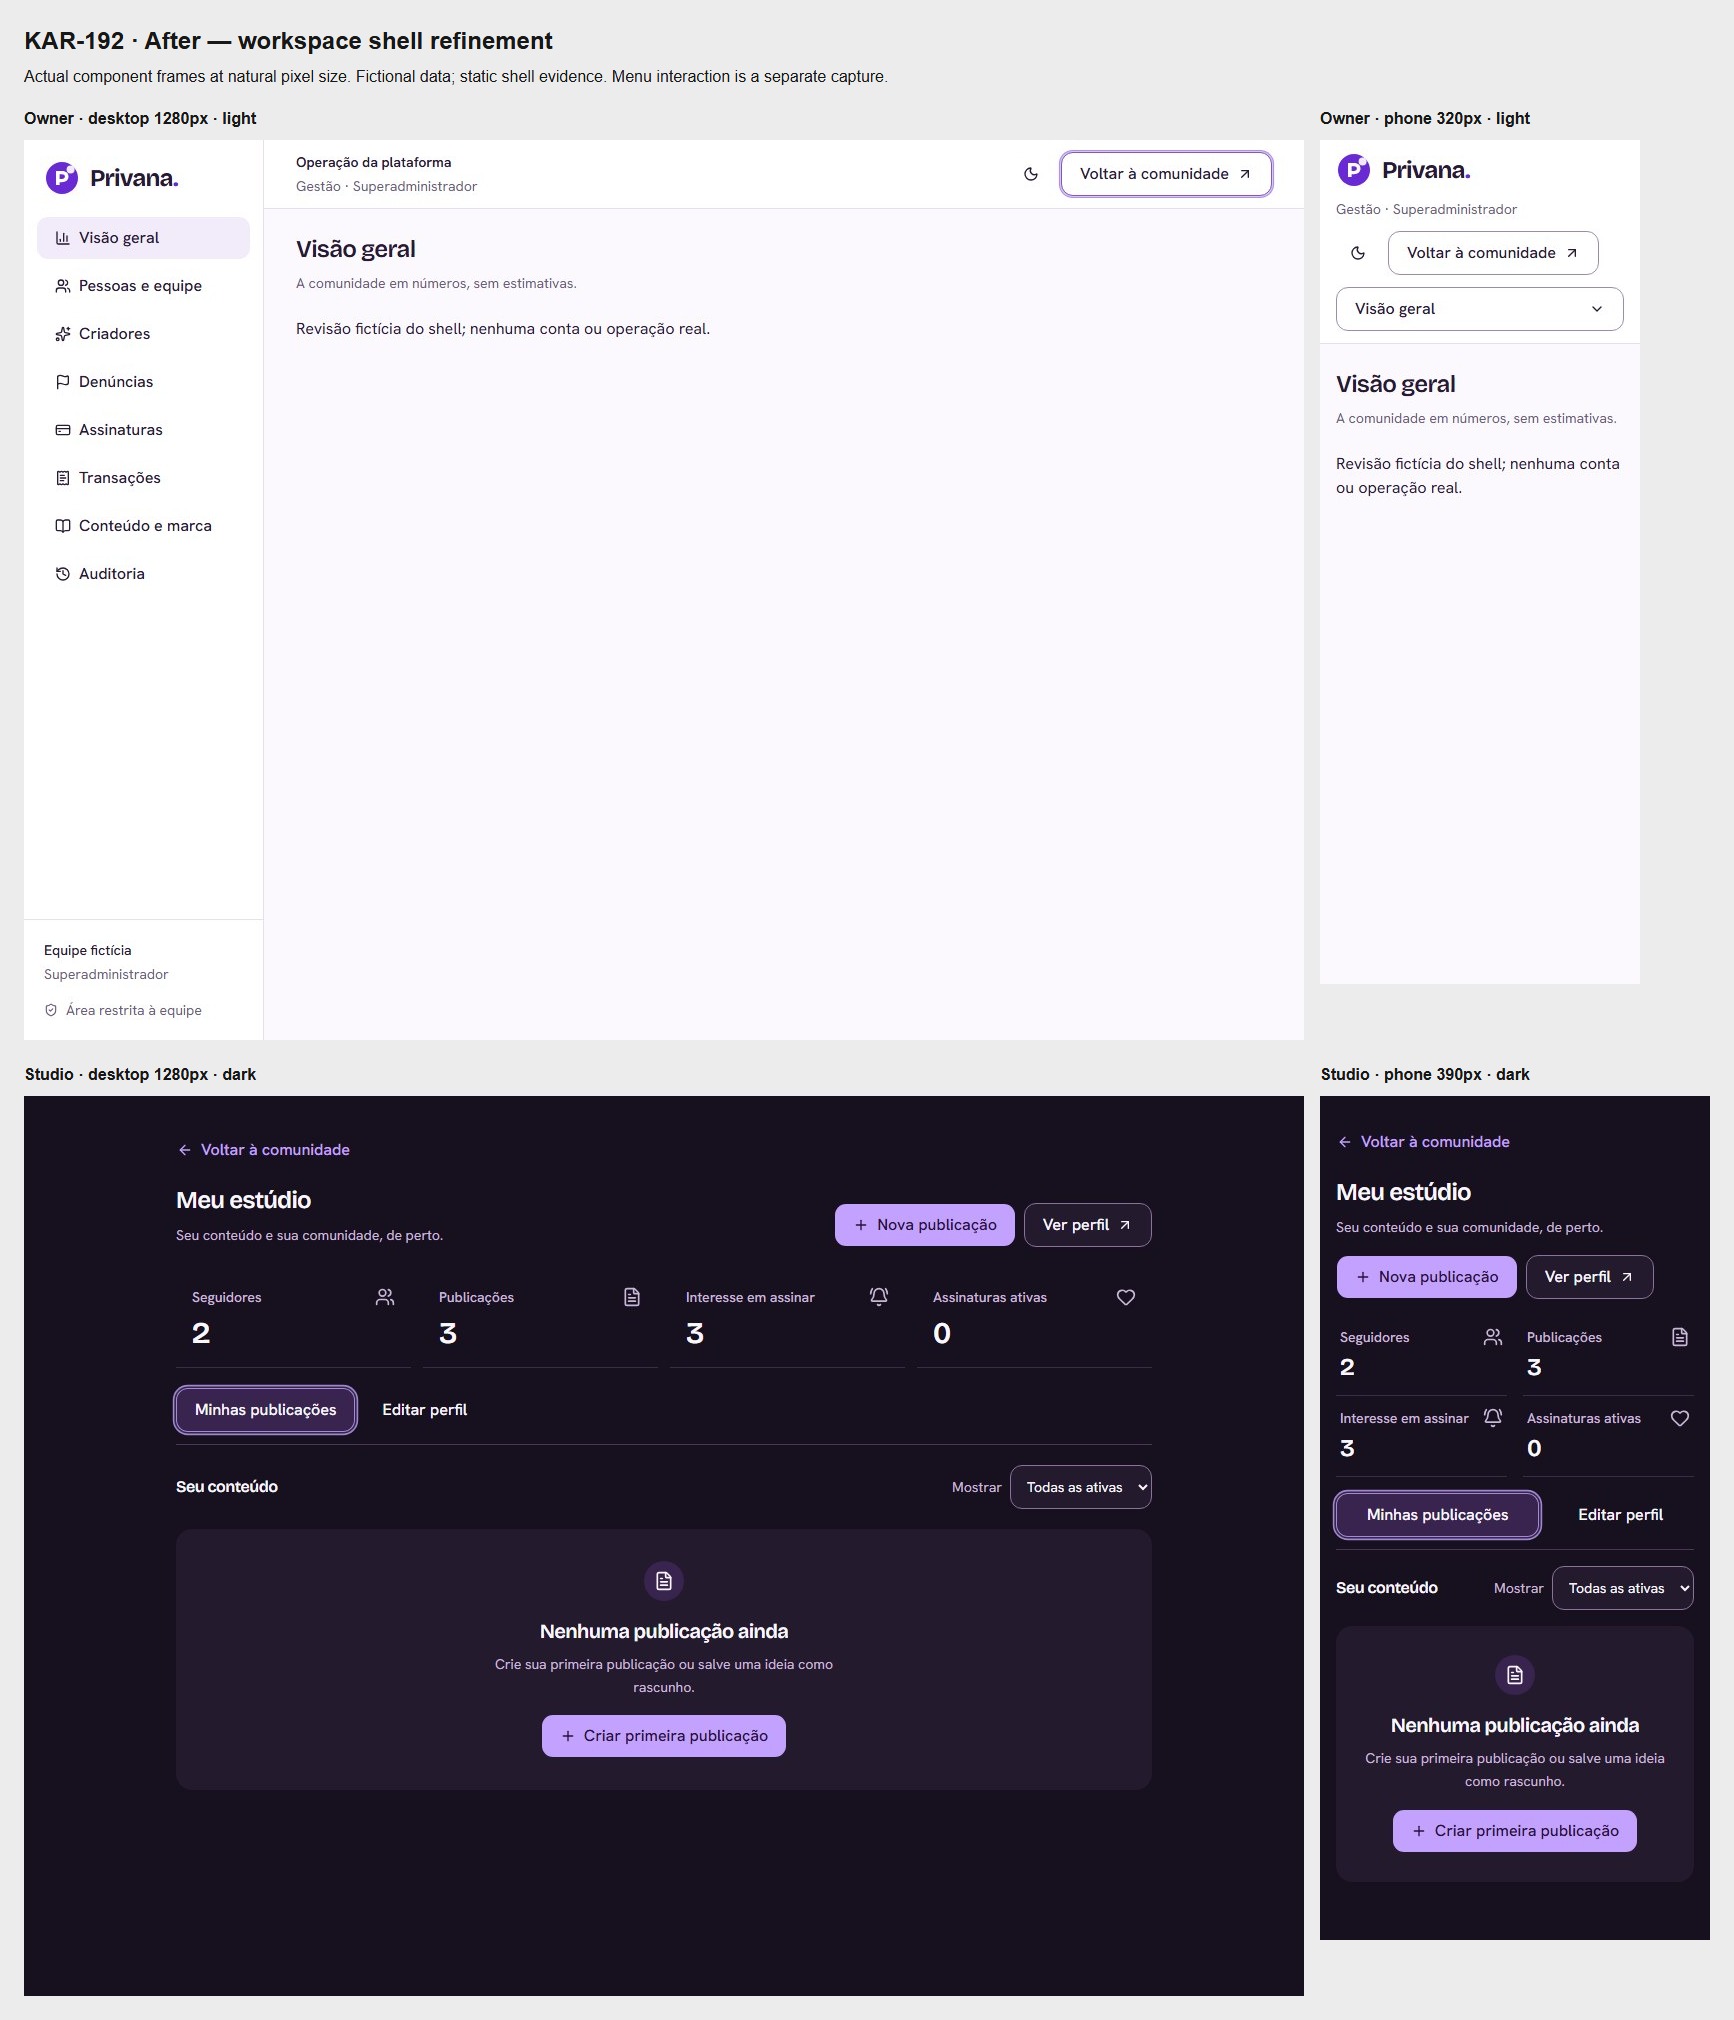 KAR-192 · After — workspace shell refinement
Actual component frames at natural pixel size. Fictional data; static shell evidence. Menu interaction is a separate capture.
Owner · desktop 1280px · light
Privana.
Visão geral
Pessoas e equipe
Criadores
Denúncias
Assinaturas
Transações
Conteúdo e marca
Auditoria
Equipe fictícia
Superadministrador
Área restrita à equipe
Operação da plataforma
Gestão · Superadministrador
Voltar à comunidade
Visão geral
A comunidade em números, sem estimativas.
Revisão fictícia do shell; nenhuma conta ou operação real.
Owner · phone 320px · light
Privana.
Gestão · Superadministrador
Voltar à comunidade
Visão geral
Visão geral
A comunidade em números, sem estimativas.
Revisão fictícia do shell; nenhuma conta
ou operação real.
Studio · desktop 1280px · dark
Voltar à comunidade
Meu estúdio
Seu conteúdo e sua comunidade, de perto.
Nova publicação
Ver perfil
Seguidores
2
Publicações
3
Interesse em assinar
3
Assinaturas ativas
0
Minhas publicações
Editar perfil
Seu conteúdo
Mostrar
Todas as ativas
Nenhuma publicação ainda
Crie sua primeira publicação ou salve uma ideia como
rascunho.
Criar primeira publicação
Studio · phone 390px · dark
Voltar à comunidade
Meu estúdio
Seu conteúdo e sua comunidade, de perto.
Nova publicação
Ver perfil
Seguidores
2
Publicações
3
Interesse em assinar
3
Assinaturas ativas
0
Minhas publicações
Editar perfil
Seu conteúdo
Mostrar
Todas as ativas
Nenhuma publicação ainda
Crie sua primeira publicação ou salve uma ideia
como rascunho.
Criar primeira publicação